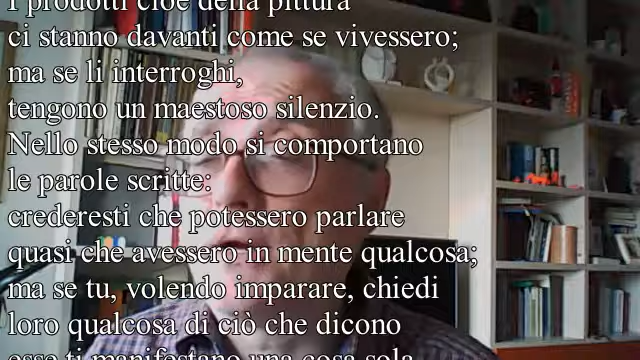 I prodotti cioè della pittura
ci stanno davanti come se vivessero;
ma se li interroghi,
tengono un maestoso silenzio.
Nello stesso modo si comportano
le parole scritte:
crederesti che potessero parlare
quasi che avessero in mente qualcosa;
ma se tu, volendo imparare, chiedi
loro qualcosa di ciò che dicono
esse ti manifestano una cosa sola